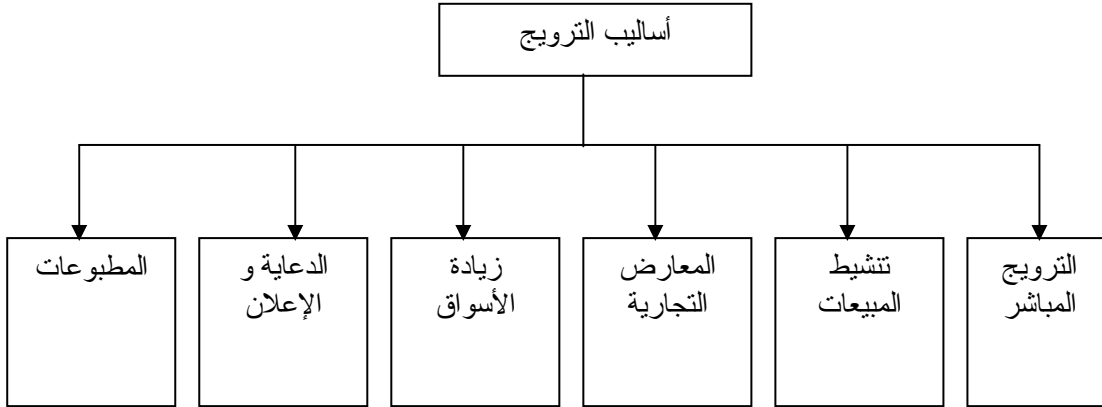 أساليب الترويج
الترويج
المباشر
تنشيط
المبيعات
المعارض
التجارية
زيادة
الأسواق
الدعاية و
الإعلان
المطبوعات